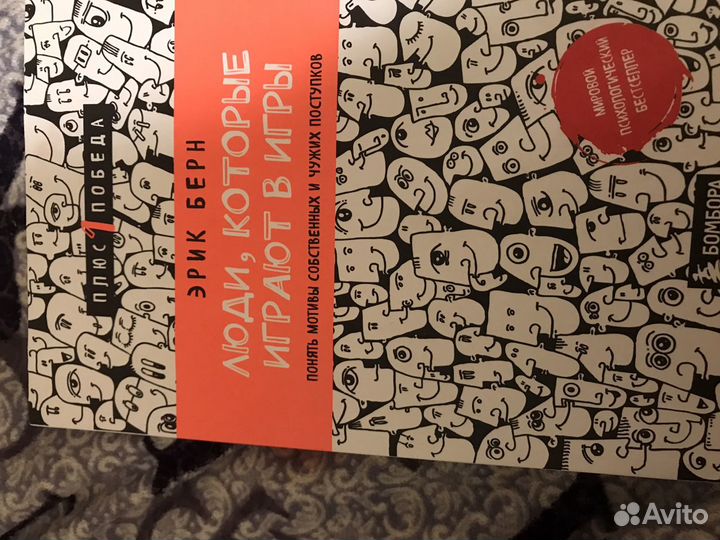 ПЛЮС 1 ПОБЕДА
ЭРИК БЕРН
ЛЮДИ, КОТОРЫЕ
ИГРАЮТ В ИГРЫ
ПОНЯТЬ МОТИВЫ СОБСТВЕННЫХ И ЧУЖИХ ПОСТУПКОВ
МИРОВОЙ
ПСИХОЛОГИЧЕСКИЙ
БЕСТСЕЛЛЕР
БОМБОРА
Avito